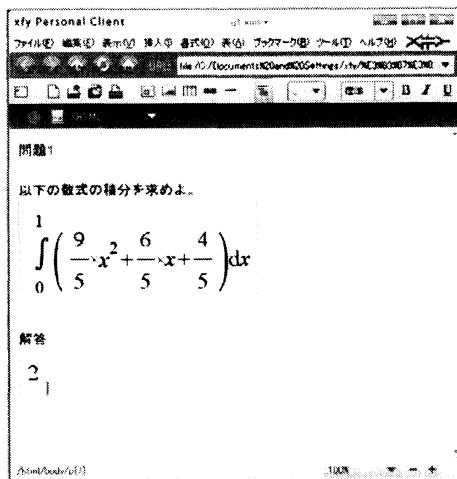 xfy Personal Client
ファイル(F) 編集(E) 表示(V) 挿入(I) 書式(O) 表(A) ブックマーク(B) ツール(T) ヘルプ(H)
問題1
以下の数式の積分を求めよ。
∫₀¹ ( 9/5·x² + 6/5·x + 4/5 ) dx
解答
2
/html/body/p[7]
100%